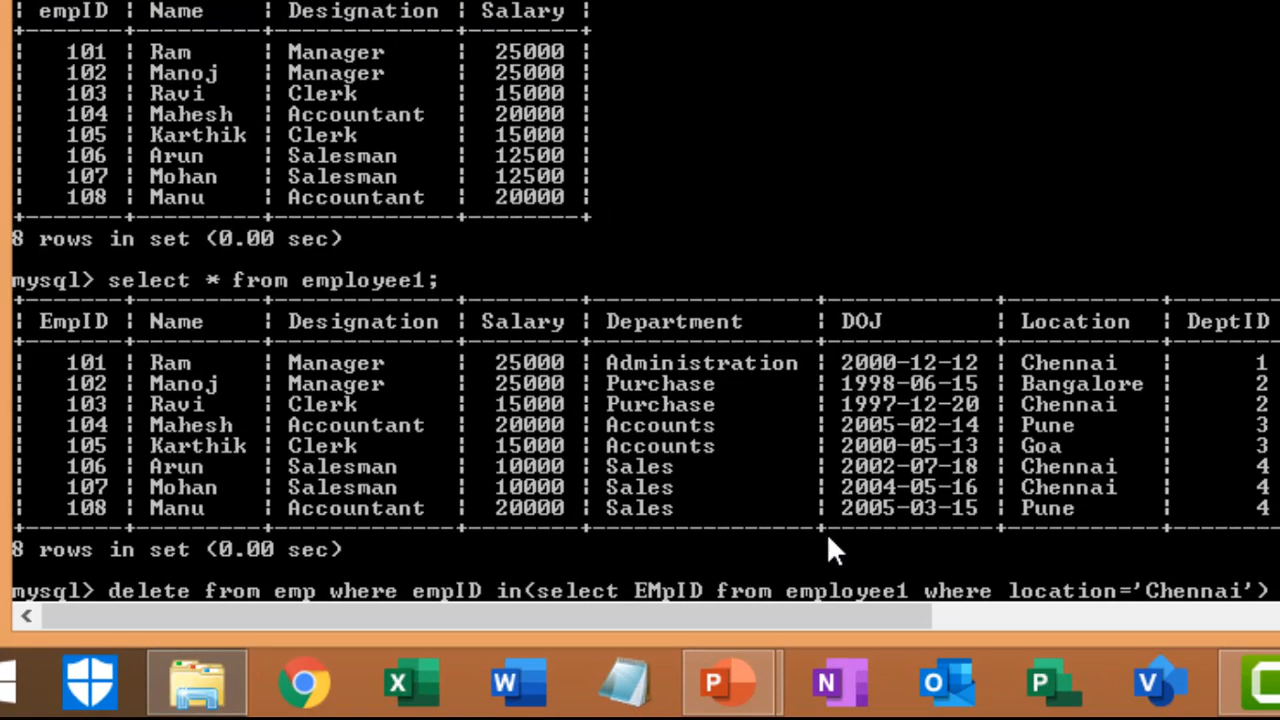 ¦ empID ¦ Name ¦ Designation ¦ Salary ¦
+-------+---------+-------------+--------+
¦ 101 ¦ Ram ¦ Manager ¦ 25000 ¦
¦ 102 ¦ Manoj ¦ Manager ¦ 25000 ¦
¦ 103 ¦ Ravi ¦ Clerk ¦ 15000 ¦
¦ 104 ¦ Mahesh ¦ Accountant ¦ 20000 ¦
¦ 105 ¦ Karthik ¦ Clerk ¦ 15000 ¦
¦ 106 ¦ Arun ¦ Salesman ¦ 12500 ¦
¦ 107 ¦ Mohan ¦ Salesman ¦ 12500 ¦
¦ 108 ¦ Manu ¦ Accountant ¦ 20000 ¦
+-------+---------+-------------+--------+
8 rows in set (0.00 sec)
mysql> select * from employee1;
+-------+---------+-------------+--------+----------------+------------+-----------+-------
¦ EmpID ¦ Name ¦ Designation ¦ Salary ¦ Department ¦ DOJ ¦ Location ¦ DeptID
+-------+---------+-------------+--------+----------------+------------+-----------+-------
¦ 101 ¦ Ram ¦ Manager ¦ 25000 ¦ Administration ¦ 2000-12-12 ¦ Chennai ¦ 1
¦ 102 ¦ Manoj ¦ Manager ¦ 25000 ¦ Purchase ¦ 1998-06-15 ¦ Bangalore ¦ 2
¦ 103 ¦ Ravi ¦ Clerk ¦ 15000 ¦ Purchase ¦ 1997-12-20 ¦ Chennai ¦ 2
¦ 104 ¦ Mahesh ¦ Accountant ¦ 20000 ¦ Accounts ¦ 2005-02-14 ¦ Pune ¦ 3
¦ 105 ¦ Karthik ¦ Clerk ¦ 15000 ¦ Accounts ¦ 2000-05-13 ¦ Goa ¦ 3
¦ 106 ¦ Arun ¦ Salesman ¦ 10000 ¦ Sales ¦ 2002-07-18 ¦ Chennai ¦ 4
¦ 107 ¦ Mohan ¦ Salesman ¦ 10000 ¦ Sales ¦ 2004-05-16 ¦ Chennai ¦ 4
¦ 108 ¦ Manu ¦ Accountant ¦ 20000 ¦ Sales ¦ 2005-03-15 ¦ Pune ¦ 4
+-------+---------+-------------+--------+----------------+------------+-----------+-------
8 rows in set (0.00 sec)
mysql> delete from emp where empID in(select EMpID from employee1 where location='Chennai')
X W P N O P V